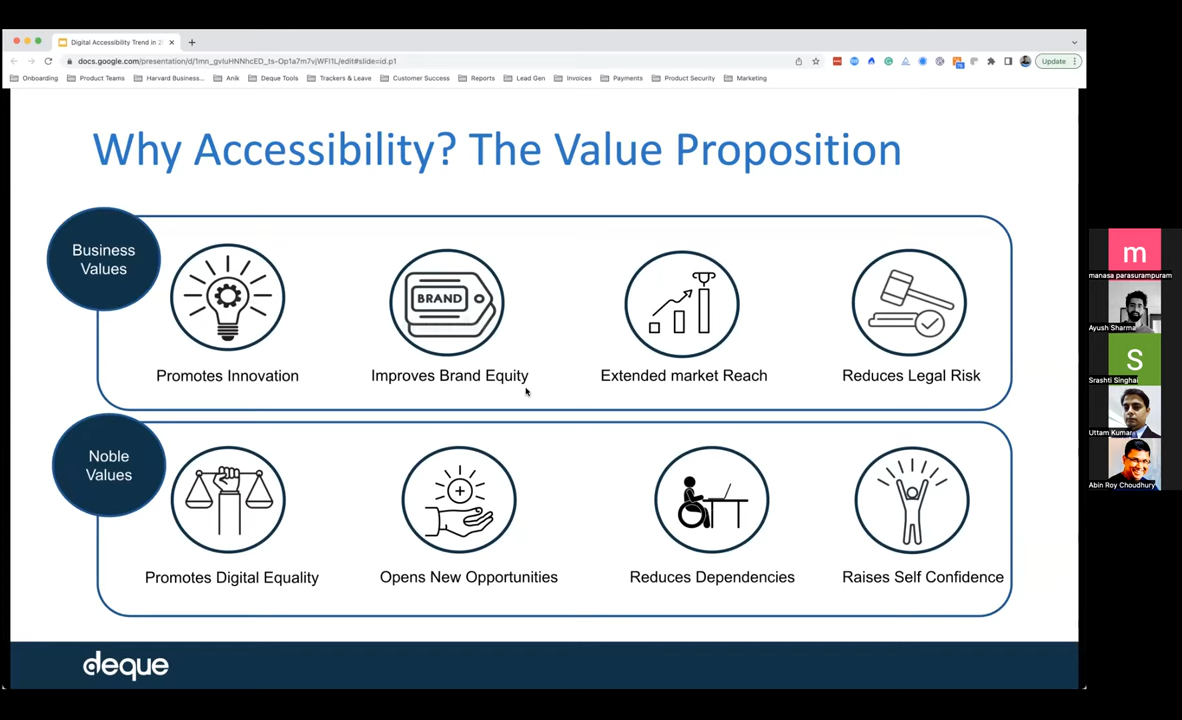 Digital Accessibility Trend in 2
docs.google.com/presentation/d/1mn_gvluHNNhcED_ts-Op1a7m7vjWFI1L/edit#slide=id.p1
Update
Onboarding
Product Teams
Harvard Business...
Anik
Deque Tools
Trackers & Leave
Customer Success
Reports
Lead Gen
Invoices
Payments
Product Security
Marketing
Why Accessibility? The Value Proposition
Business
Values
BRAND
Promotes Innovation
Improves Brand Equity
Extended market Reach
Reduces Legal Risk
Noble
Values
Promotes Digital Equality
Opens New Opportunities
Reduces Dependencies
Raises Self Confidence
deque
m
manasa parasurampuram
Ayush Sharma
S
Srashti Singhai
Uttam Kumar
Abin Roy Choudhury